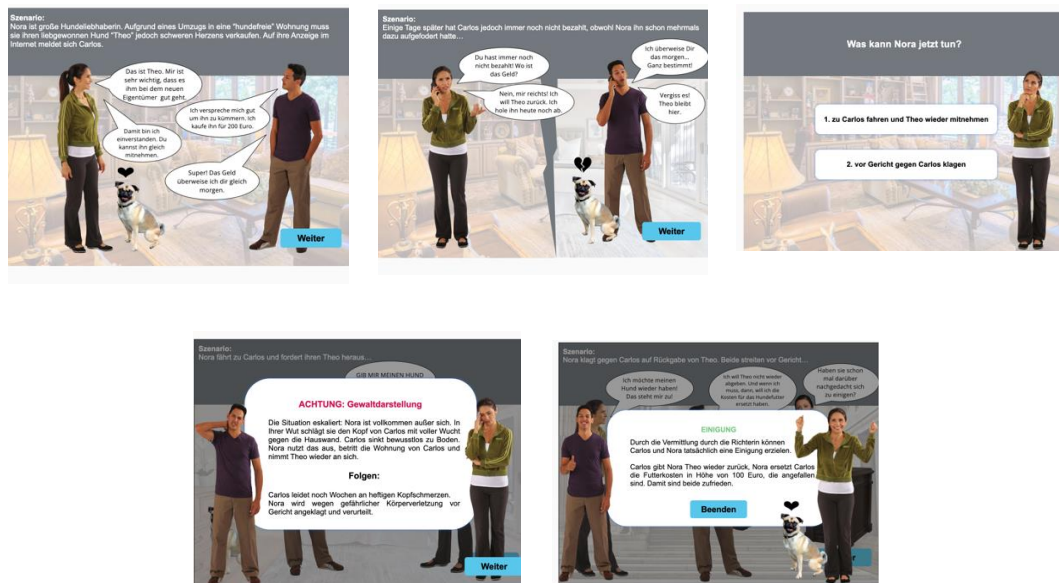 Szenario:
Nora ist große Hundeliebhaberin. Aufgrund eines Umzugs in eine "hundefreie" Wohnung muss
sie ihren liebgewonnen Hund "Theo" jedoch schweren Herzens verkaufen. Auf ihre Anzeige im
Internet meldet sich Carlos.
Das ist Theo. Mir ist
sehr wichtig, dass es
ihm bei dem neuen
Eigentümer gut geht.
Ich verspreche mich gut
um ihn zu kümmern. Ich
kaufe ihn für 200 Euro.
Damit bin ich
einverstanden. Du
kannst ihn gleich
mitnehmen.
Super! Das Geld
überweise ich dir gleich
morgen.
Weiter
Szenario:
Einige Tage später hat Carlos jedoch immer noch nicht bezahlt, obwohl Nora ihn schon mehrmals
dazu aufgefodert hatte...
Du hast immer noch
nicht bezahlt! Wo ist
das Geld?
Ich überweise Dir
das morgen...
Ganz bestimmt!
Nein, mir reichts! Ich
will Theo zurück. Ich
hole ihn heute noch ab.
Vergiss es!
Theo bleibt
hier.
Weiter
Was kann Nora jetzt tun?
1. zu Carlos fahren und Theo wieder mitnehmen
2. vor Gericht gegen Carlos klagen
Szenario:
Nora fährt zu Carlos und fordert ihren Theo heraus...
GIB MIR MEINEN HUND
ACHTUNG: Gewaltdarstellung
Die Situation eskaliert: Nora ist vollkommen außer sich. In
Ihrer Wut schlägt sie den Kopf von Carlos mit voller Wucht
gegen die Hauswand. Carlos sinkt bewusstlos zu Boden.
Nora nutzt das aus, betritt die Wohnung von Carlos und
nimmt Theo wieder an sich.
Folgen:
Carlos leidet noch Wochen an heftigen Kopfschmerzen.
Nora wird wegen gefährlicher Körperverletzung vor
Gericht angeklagt und verurteilt.
Weiter
Szenario:
Nora klagt gegen Carlos auf Rückgabe von Theo. Beide streiten vor Gericht...
Ich möchte meinen
Hund wieder haben!
Das steht mir zu!
Ich will Theo nicht wieder
abgeben. Und wenn ich
muss, dann, will ich die
Kosten für das Hundefutter
ersetzt haben.
Haben sie schon
mal darüber
nachgedacht sich
zu einigen?
EINIGUNG
Durch die Vermittlung durch die Richterin können
Carlos und Nora tatsächlich eine Einigung erzielen.
Carlos gibt Nora Theo wieder zurück, Nora ersetzt Carlos
die Futterkosten in Höhe von 100 Euro, die angefallen
sind. Damit sind beide zufrieden.
Beenden